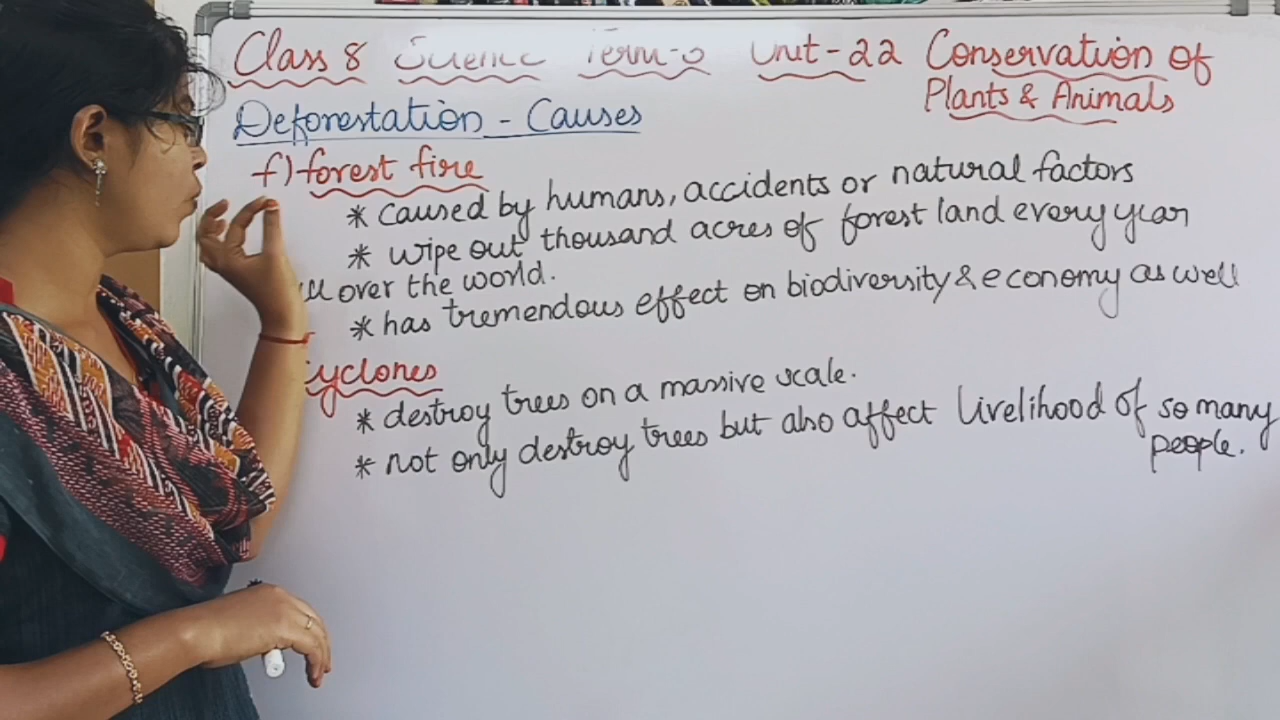 Class 8 Science Term-3 Unit-22 Conservation of
Plants & Animals
Deforestation - Causes
f) forest fire
* caused by humans, accidents or natural factors
* wipe out thousand acres of forest land every year
over the world.
* has tremendous effect on biodiversity & economy as well
yclones
* destroy trees on a massive scale.
* not only destroy trees but also affect livelihood of so many
people.